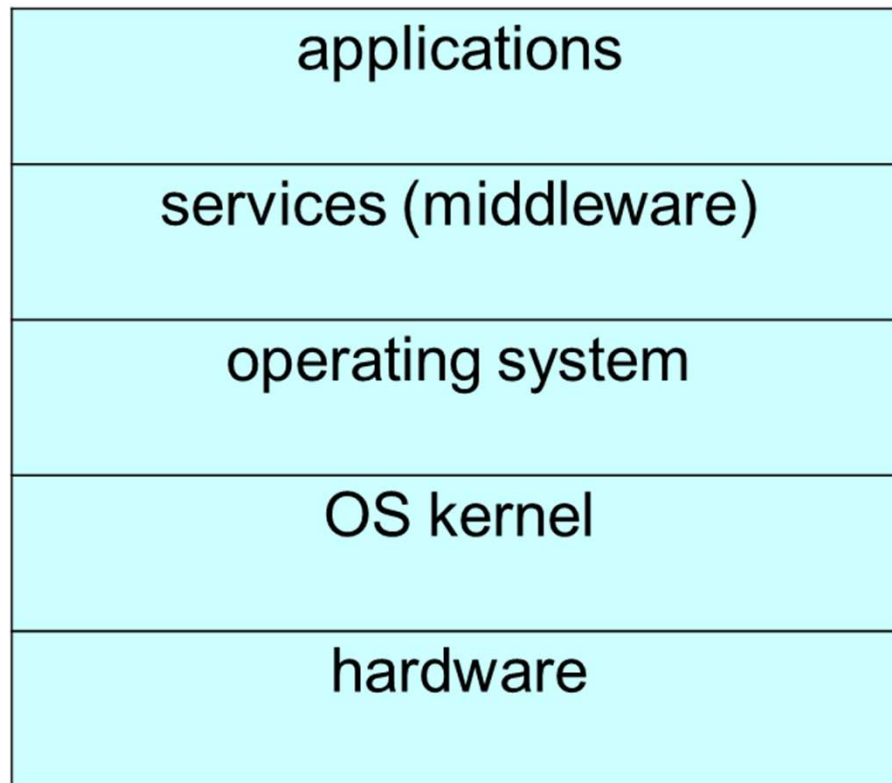 applications
services (middleware)
operating system
OS kernel
hardware